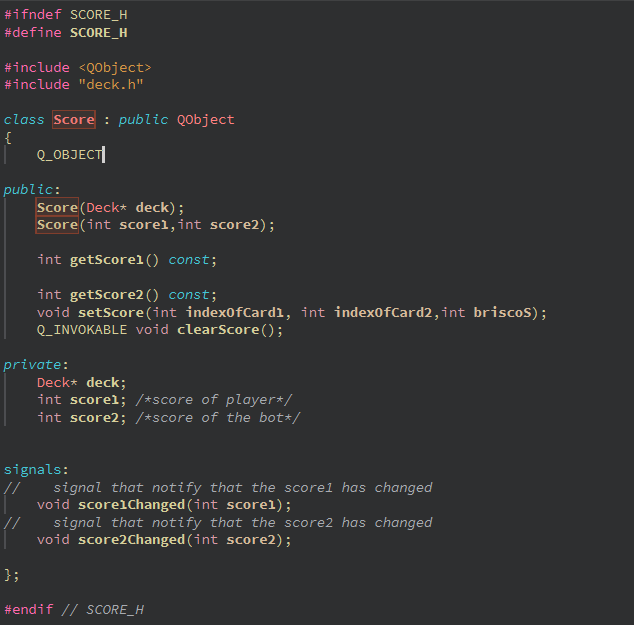 #ifndef SCORE_H
#define SCORE_H
#include <QObject>
#include "deck.h"
class Score : public QObject
{
Q_OBJECT
public:
Score(Deck* deck);
Score(int score1,int score2);
int getScore1() const;
int getScore2() const;
void setScore(int indexOfCard1, int indexOfCard2,int briscoS);
Q_INVOKABLE void clearScore();
private:
Deck* deck;
int score1; /*score of player*/
int score2; /*score of the bot*/
signals:
// signal that notify that the score1 has changed
void score1Changed(int score1);
// signal that notify that the score2 has changed
void score2Changed(int score2);
};
#endif // SCORE_H